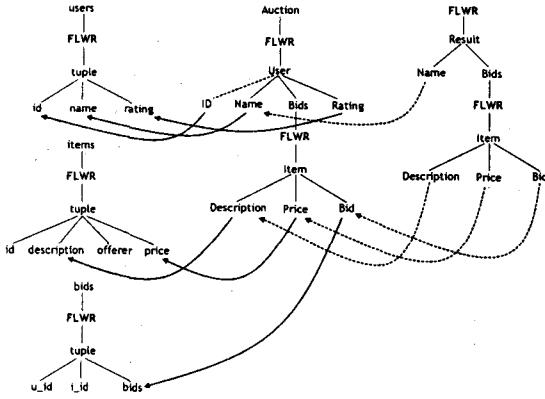 users
FLWR
tuple
id name rating
items
FLWR
tuple
id description offerer price
bids
FLWR
tuple
u_id i_id bids
Auction
FLWR
User
ID Name Bids Rating
FLWR
Item
Description Price Bid
FLWR
Result
Name Bids
FLWR
Item
Description Price Bid